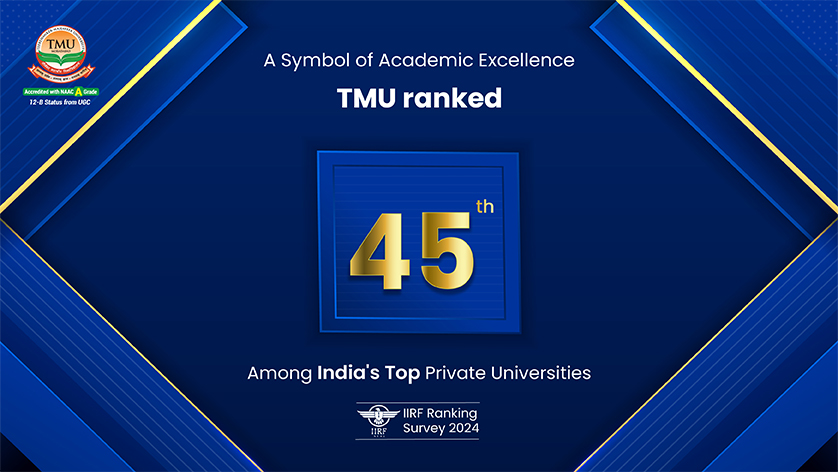 TMU
Accredited with NAAC A Grade
12-B Status from UGC
A Symbol of Academic Excellence
TMU ranked
45th
Among India's Top Private Universities
IIRF
IIRF Ranking
Survey 2024